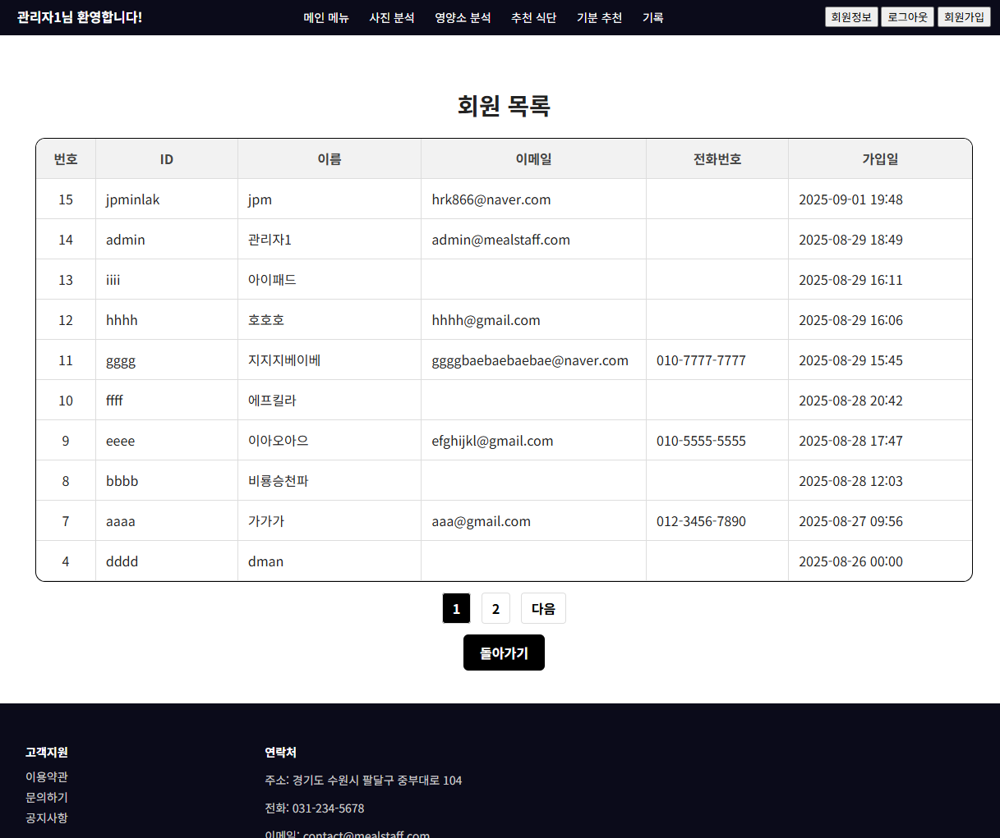 관리자1님 환영합니다! 메인 메뉴 사진 분석 영양소 분석 추천 식단 기분 추천 기록 회원정보 로그아웃 회원가입
회원 목록
번호 ID 이름 이메일 전화번호 가입일
15 jpminlak jpm hrk866@naver.com 2025-09-01 19:48
14 admin 관리자1 admin@mealstaff.com 2025-08-29 18:49
13 iiii 아이패드 2025-08-29 16:11
12 hhhh 호호호 hhhh@gmail.com 2025-08-29 16:06
11 gggg 지지지베이베 ggggbaebaebaebae@naver.com 010-7777-7777 2025-08-29 15:45
10 ffff 에프킬라 2025-08-28 20:42
9 eeee 이아오아으 efghijkl@gmail.com 010-5555-5555 2025-08-28 17:47
8 bbbb 비룡승천파 2025-08-28 12:03
7 aaaa 가가가 aaa@gmail.com 012-3456-7890 2025-08-27 09:56
4 dddd dman 2025-08-26 00:00
1 2 다음
돌아가기
고객지원
이용약관
문의하기
공지사항
연락처
주소: 경기도 수원시 팔달구 중부대로 104
전화: 031-234-5678
이메일: contact@mealstaff.com